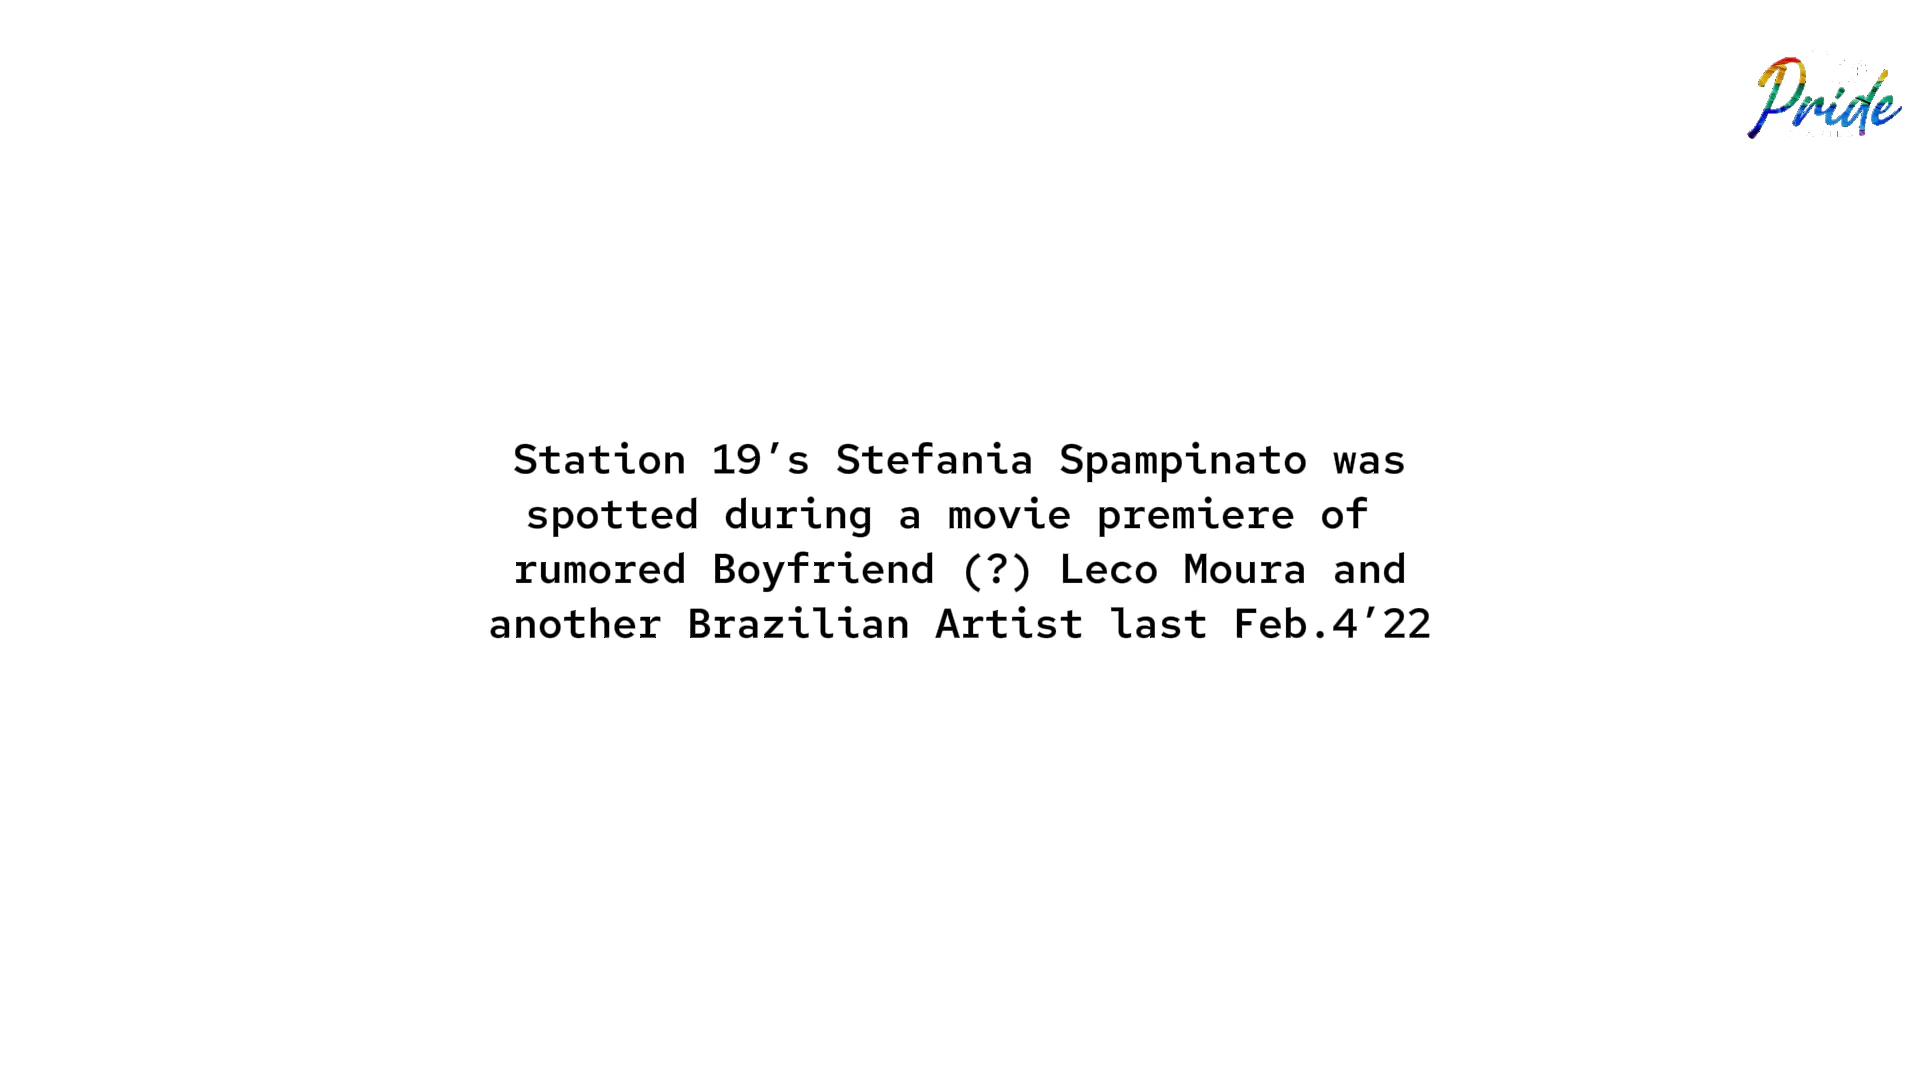 Pride
Station 19’s Stefania Spampinato was
spotted during a movie premiere of
rumored Boyfriend (?) Leco Moura and
another Brazilian Artist last Feb.4’22